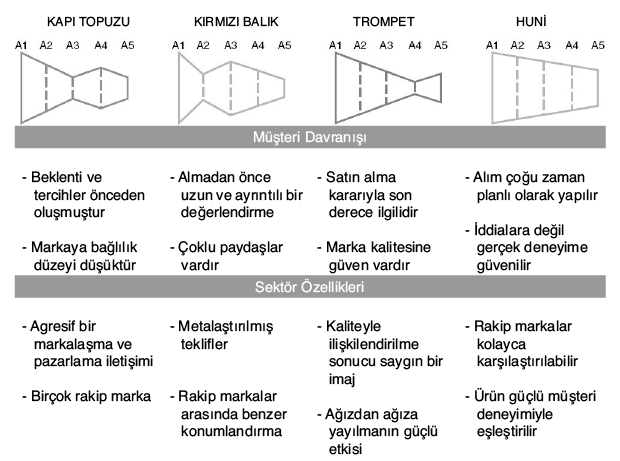 KAPI TOPUZU
KIRMIZI BALIK
TROMPET
HUNİ
A1 A2 A3 A4 A5
A1 A2 A3 A4 A5
A1 A2 A3 A4 A5
A1 A2 A3 A4 A5
Müşteri Davranışı
- Beklenti ve
tercihler önceden
oluşmuştur
- Markaya bağlılık
düzeyi düşüktür
- Almadan önce
uzun ve ayrıntılı bir
değerlendirme
- Çoklu paydaşlar
vardır
- Satın alma
kararıyla son
derece ilgilidir
- Marka kalitesine
güven vardır
- Alım çoğu zaman
planlı olarak yapılır
- İddialara değil
gerçek deneyime
güvenilir
Sektör Özellikleri
- Agresif bir
markalaşma ve
pazarlama iletişimi
- Birçok rakip marka
- Metalaştırılmış
teklifler
- Rakip markalar
arasında benzer
konumlandırma
- Kaliteyle
ilişkilendirilme
sonucu saygın bir
imaj
- Ağızdan ağıza
yayılmanın güçlü
etkisi
- Rakip markalar
kolayca
karşılaştırılabilir
- Ürün güçlü müşteri
deneyimiyle
eşleştirilir